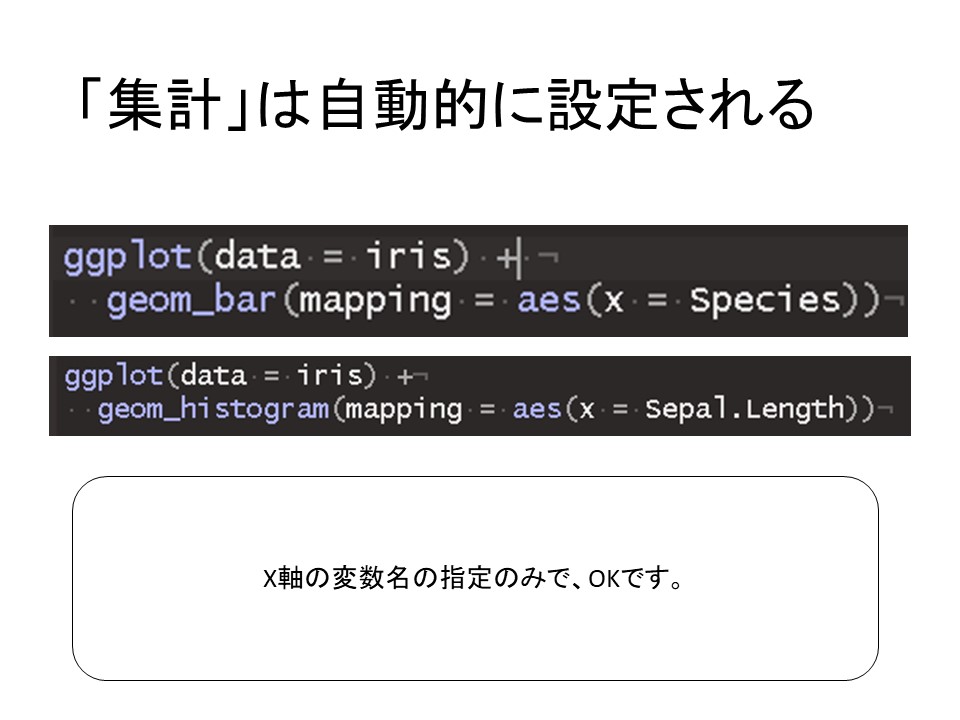 「集計」は自動的に設定される
ggplot(data = iris) +
geom_bar(mapping = aes(x = Species))
ggplot(data = iris) +
geom_histogram(mapping = aes(x = Sepal.Length))
X軸の変数名の指定のみで、OKです。